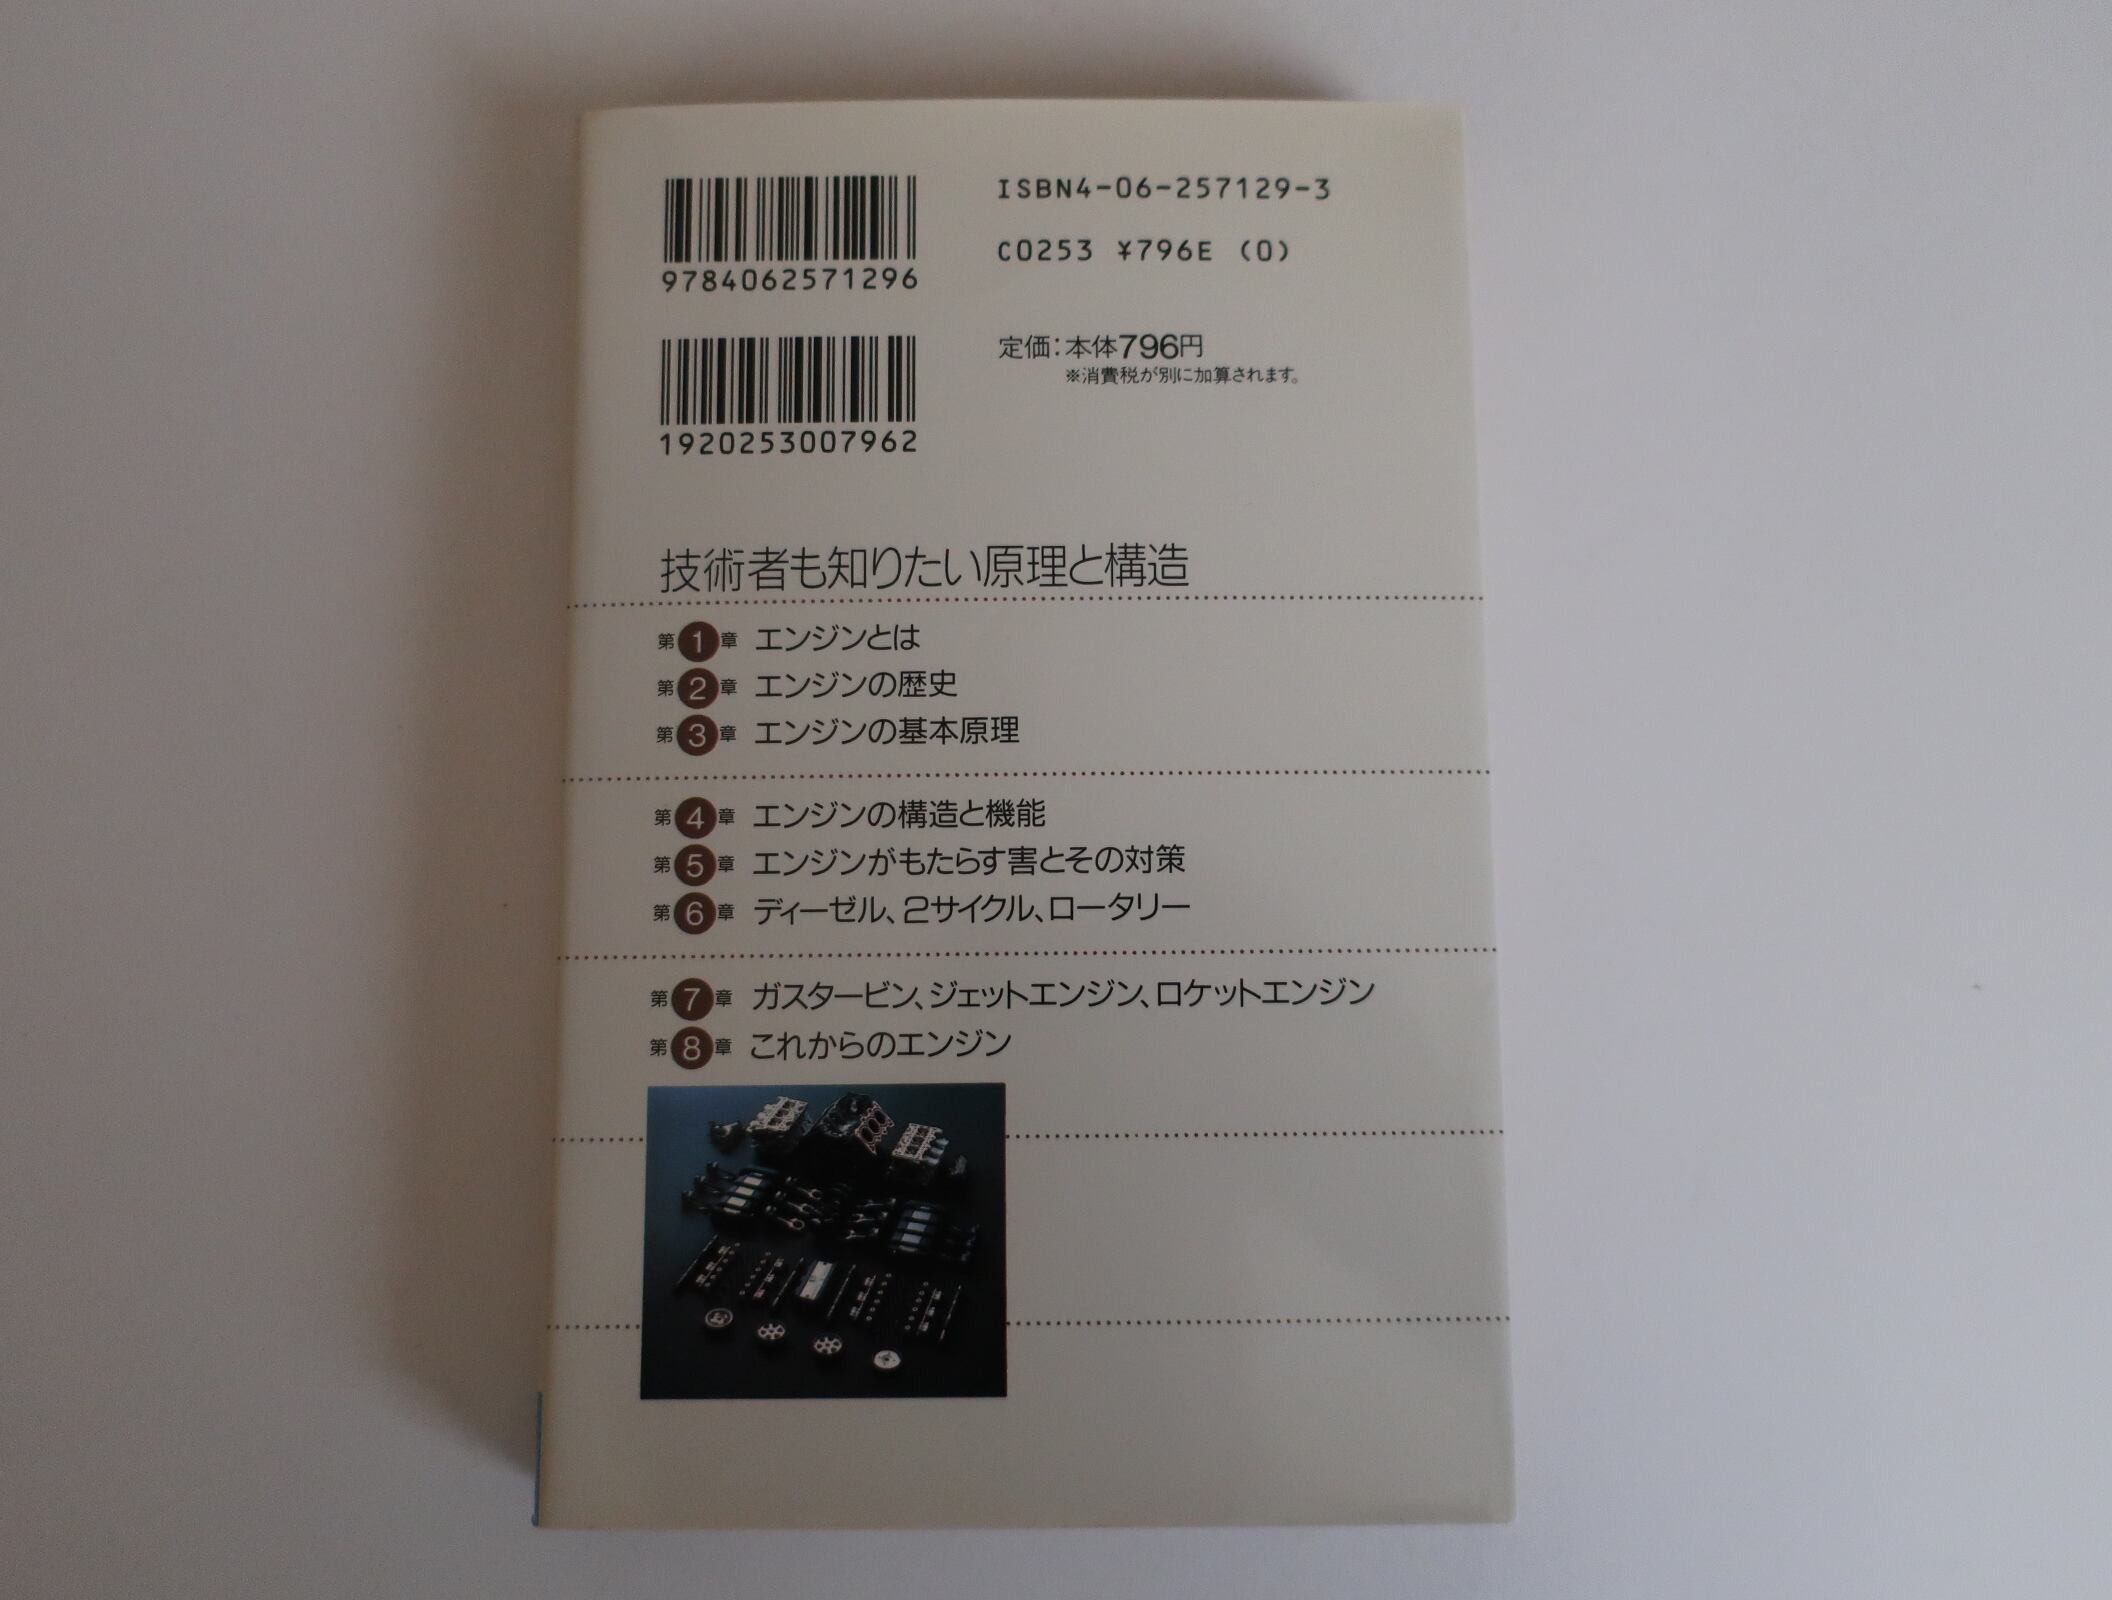 9784062571296
ISBN4-06-257129-3
C0253 ¥796E (0)
1920253007962
定価：本体796円
※消費税が別に加算されます。
技術者も知りたい原理と構造
第1章 エンジンとは
第2章 エンジンの歴史
第3章 エンジンの基本原理
第4章 エンジンの構造と機能
第5章 エンジンがもたらす害とその対策
第6章 ディーゼル、2サイクル、ロータリー
第7章 ガスタービン、ジェットエンジン、ロケットエンジン
第8章 これからのエンジン